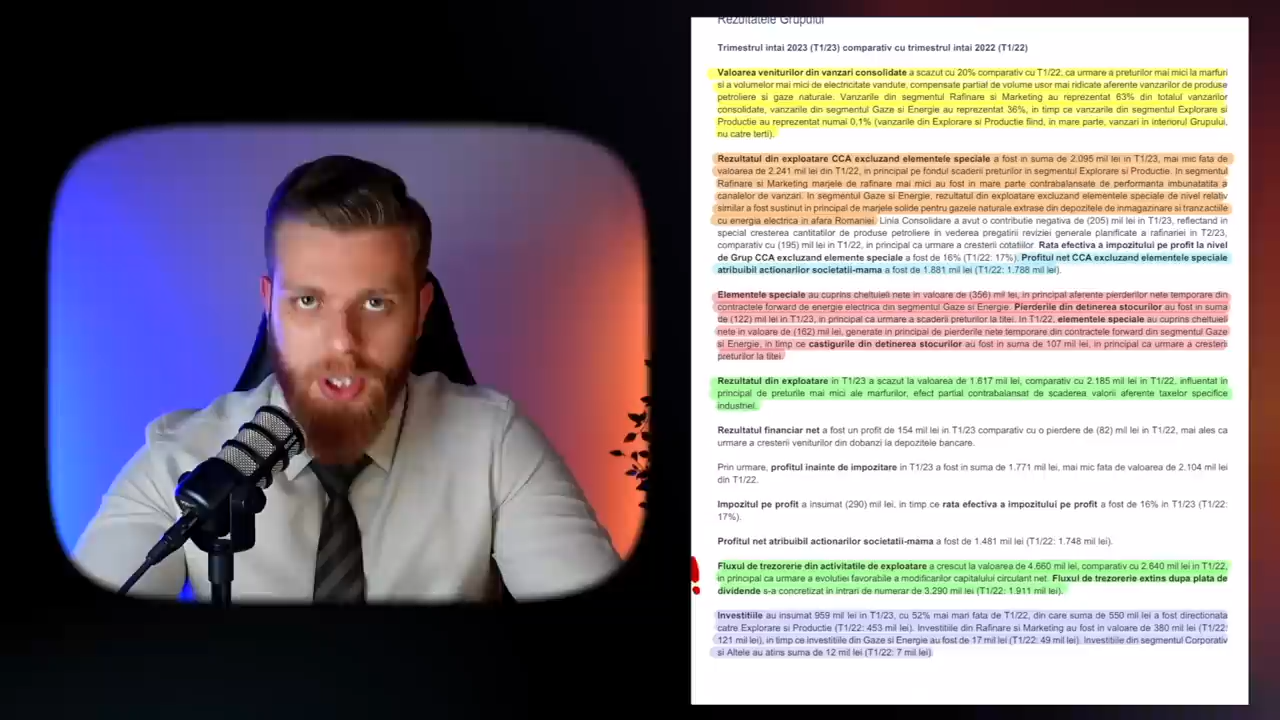 Rezultatele Grupului
Trimestrul intai 2023 (T1/23) comparativ cu trimestrul intai 2022 (T1/22)
Valoarea veniturilor din vanzari consolidate a scazut cu 20% comparativ cu T1/22, ca urmare a preturilor mai mici la marfuri
si a volumelor mai mici de electricitate vandute, compensate partial de volume usor mai ridicate aferente vanzarilor de produse
petroliere si gaze naturale. Vanzarile din segmentul Rafinare si Marketing au reprezentat 63% din totalul vanzarilor
consolidate, vanzarile din segmentul Gaze si Energie au reprezentat 36%, in timp ce vanzarile din segmentul Explorare si
Productie au reprezentat numai 0,1% (vanzarile din Explorare si Productie fiind, in mare parte, vanzari in interiorul Grupului,
nu catre terti).
Rezultatul din exploatare CCA excluzand elementele speciale a fost in suma de 2.095 mil lei in T1/23, mai mic fata de
valoarea de 2.241 mil lei din T1/22, in principal pe fondul scaderii preturilor in segmentul Explorare si Productie. In segmentul
Rafinare si Marketing marjele de rafinare mai mici au fost in mare parte contrabalansate de performanta imbunatatita a
canalelor de vanzari. In segmentul Gaze si Energie, rezultatul din exploatare excluzand elementele speciale de nivel relativ
similar a fost sustinut in principal de marjele solide pentru gazele naturale extrase din depozitele de inmagazinare si tranzactiile
cu energia electrica in afara Romaniei. Linia Consolidare a avut o contributie negativa de (205) mil lei in T1/23, reflectand in
special cresterea cantitatilor de produse petroliere in vederea pregatirii reviziei generale planificate a rafinariei in T2/23,
comparativ cu (195) mil lei in T1/22, in principal ca urmare a cresterii cotatiilor. Rata efectiva a impozitului pe profit la nivel
de Grup CCA excluzand elemente speciale a fost de 16% (T1/22: 17%). Profitul net CCA excluzand elementele speciale
atribuibil actionarilor societatii-mama a fost de 1.881 mil lei (T1/22: 1.788 mil lei).
Elementele speciale au cuprins cheltuieli nete in valoare de (356) mil lei, in principal aferente pierderilor nete temporare din
contractele forward de energie electrica din segmentul Gaze si Energie. Pierderile din detinerea stocurilor au fost in suma
de (122) mil lei in T1/23, in principal ca urmare a scaderii preturilor la titei. In T1/22, elementele speciale au cuprins cheltuieli
nete in valoare de (162) mil lei, generate in principal de pierderile nete temporare din contractele forward din segmentul Gaze
si Energie, in timp ce castigurile din detinerea stocurilor au fost in suma de 107 mil lei, in principal ca urmare a cresterii
preturilor la titei.
Rezultatul din exploatare in T1/23 a scazut la valoarea de 1.617 mil lei, comparativ cu 2.185 mil lei in T1/22, influentat in
principal de preturile mai mici ale marfurilor, efect partial contrabalansat de scaderea valorii aferente taxelor specifice
industriei.
Rezultatul financiar net a fost un profit de 154 mil lei in T1/23 comparativ cu o pierdere de (82) mil lei in T1/22, mai ales ca
urmare a cresterii veniturilor din dobanzi la depozitele bancare.
Prin urmare, profitul inainte de impozitare in T1/23 a fost in suma de 1.771 mil lei, mai mic fata de valoarea de 2.104 mil lei
din T1/22.
Impozitul pe profit a insumat (290) mil lei, in timp ce rata efectiva a impozitului pe profit a fost de 16% in T1/23 (T1/22:
17%).
Profitul net atribuibil actionarilor societatii-mama a fost de 1.481 mil lei (T1/22: 1.748 mil lei).
Fluxul de trezorerie din activitatile de exploatare a crescut la valoarea de 4.660 mil lei, comparativ cu 2.640 mil lei in T1/22,
in principal ca urmare a evolutiei favorabile a modificarilor capitalului circulant net. Fluxul de trezorerie extins dupa plata de
dividende s-a concretizat in intrari de numerar de 3.290 mil lei (T1/22: 1.911 mil lei).
Investitiile au insumat 959 mil lei in T1/23, cu 52% mai mari fata de T1/22, din care suma de 550 mil lei a fost directionata
catre Explorare si Productie (T1/22: 453 mil lei). Investitiile din Rafinare si Marketing au fost in valoare de 380 mil lei (T1/22:
121 mil lei), in timp ce investitiile din Gaze si Energie au fost de 17 mil lei (T1/22: 49 mil lei). Investitiile din segmentul Corporativ
si Altele au atins suma de 12 mil lei (T1/22: 7 mil lei).